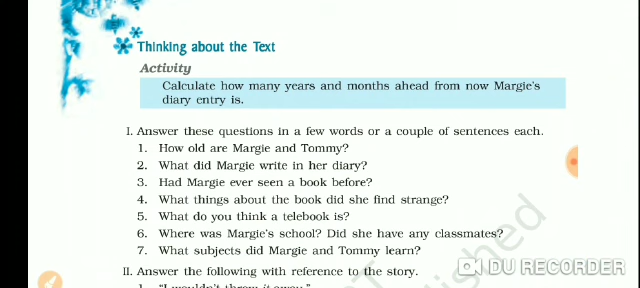 Thinking about the Text
Activity
Calculate how many years and months ahead from now Margie's
diary entry is.
I. Answer these questions in a few words or a couple of sentences each.
1. How old are Margie and Tommy?
2. What did Margie write in her diary?
3. Had Margie ever seen a book before?
4. What things about the book did she find strange?
5. What do you think a telebook is?
6. Where was Margie's school? Did she have any classmates?
7. What subjects did Margie and Tommy learn?
II. Answer the following with reference to the story.
1. "I wouldn't throw it away."
DU RECORDER